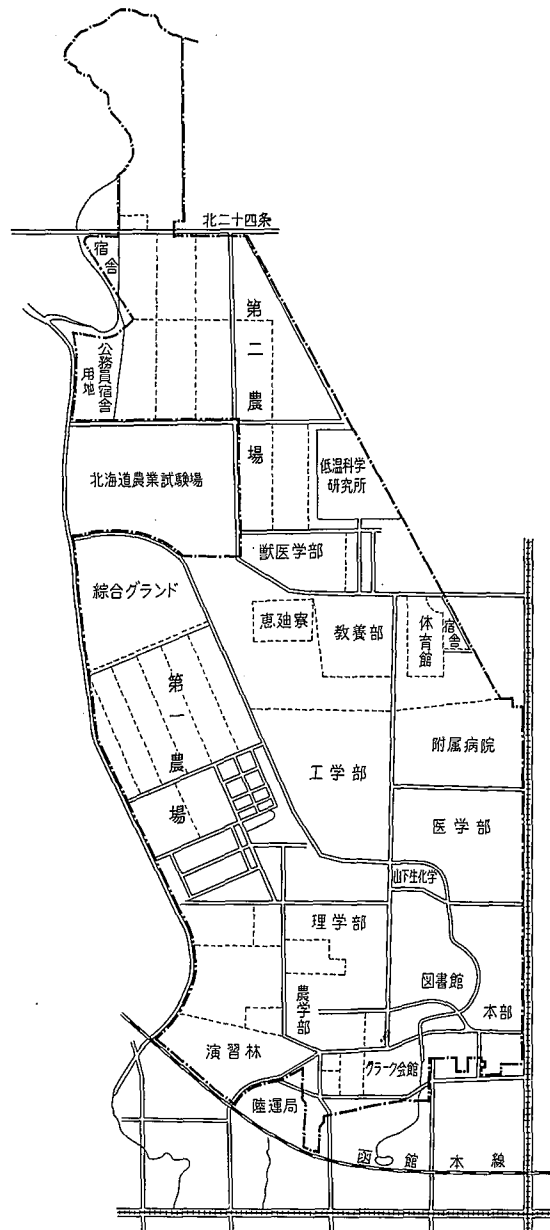 北二十四条
宿舎
第二農場
公務員宿舎
用地
北海道農業試験場
低温科学
研究所
獣医学部
綜合グランド
恵廸寮
教養部
体育館
宿舎
第一農場
附属病院
工学部
医学部
山下生化学
理学部
図書館
農学部
本部
演習林
クラーク会館
陸運局
函館本線